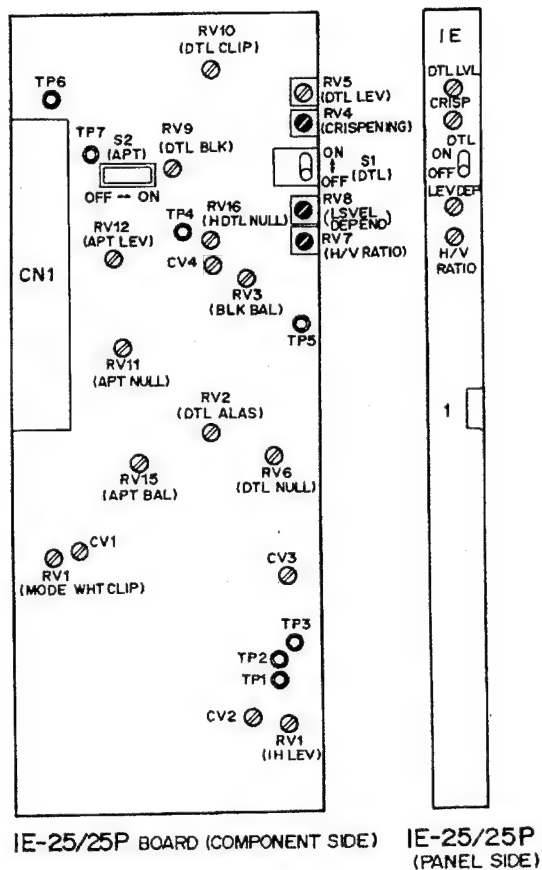 RV10
(DTL CLIP)
TP6
RV5
(DTL LEV)
TP7
S2
(APT)
RV9
(DTL BLK)
RV4
(CRISPENING)
OFF ↔ ON
ON
↑
OFF
S1
(DTL)
RV16
(HDTL NULL)
RV8
(LSVEL
DEPEND)
TP4
RV12
(APT LEV)
RV7
(H/V RATIO)
CV4
CN1
RV3
(BLK BAL)
TP5
RV11
(APT NULL)
RV2
(DTL ALAS)
RV15
(APT BAL)
RV6
(DTL NULL)
CV1
RV1
(MODE WHT CLIP)
CV3
TP3
TP2
TP1
CV2
RV1
(IH LEV)
IE-25/25P BOARD (COMPONENT SIDE)
IE
DTL LVL
CRISP
DTL
ON
OFF
LEV DEP
H/V
RATIO
1
IE-25/25P
(PANEL SIDE)